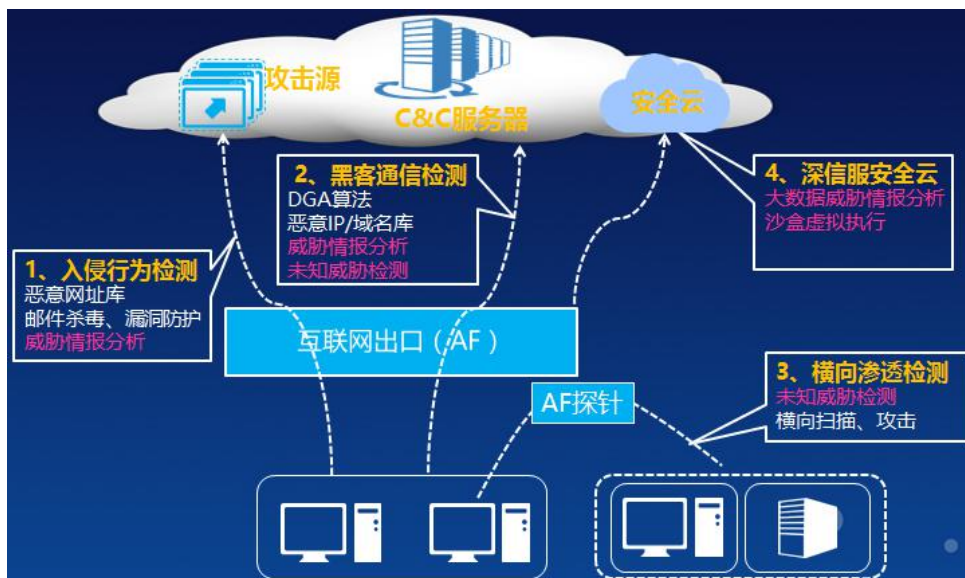 攻击源
C&C服务器
安全云
2、黑客通信检测
DGA算法
恶意IP/域名库
威胁情报分析
未知威胁检测
4、深信服安全云
大数据威胁情报分析
沙盒虚拟执行
1、入侵行为检测
恶意网址库
邮件杀毒、漏洞防护
威胁情报分析
互联网出口（AF）
AF探针
3、横向渗透检测
未知威胁检测
横向扫描、攻击